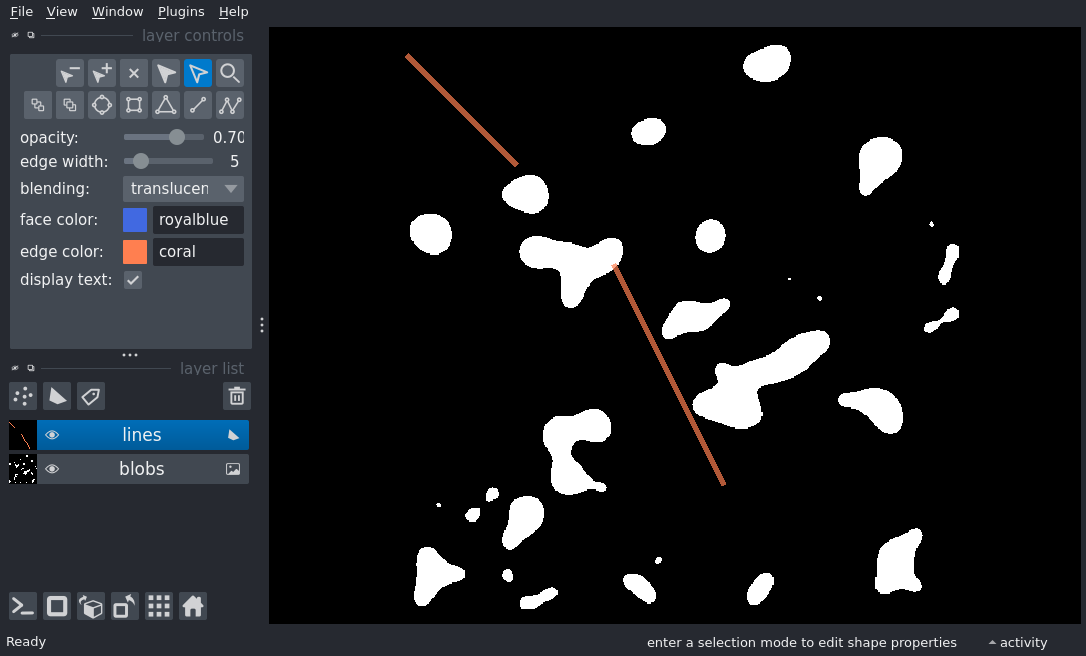 File View Window Plugins Help
layer controls
opacity: 0.70
edge width: 5
blending: translucen
face color: royalblue
edge color: coral
display text:
layer list
lines
blobs
Ready enter a selection mode to edit shape properties activity